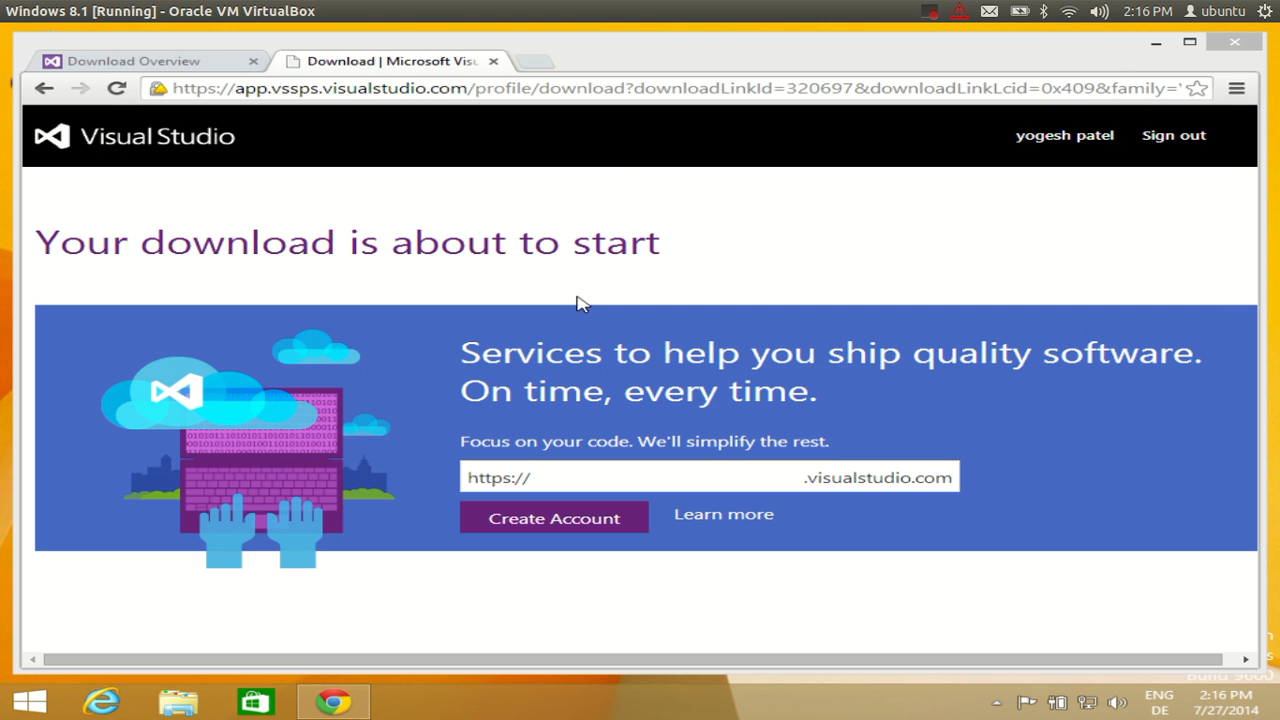 Windows 8.1 [Running] - Oracle VM VirtualBox
2:16 PM
ubuntu
Download Overview
Download | Microsoft Visu
https://app.vssps.visualstudio.com/profile/download?downloadLinkId=320697&downloadLinkLcid=0x409&family=
Visual Studio
yogesh patel
Sign out
Your download is about to start
Services to help you ship quality software.
On time, every time.
Focus on your code. We'll simplify the rest.
https://
.visualstudio.com
Create Account
Learn more
Build 9600
ENG
DE
2:16 PM
7/27/2014